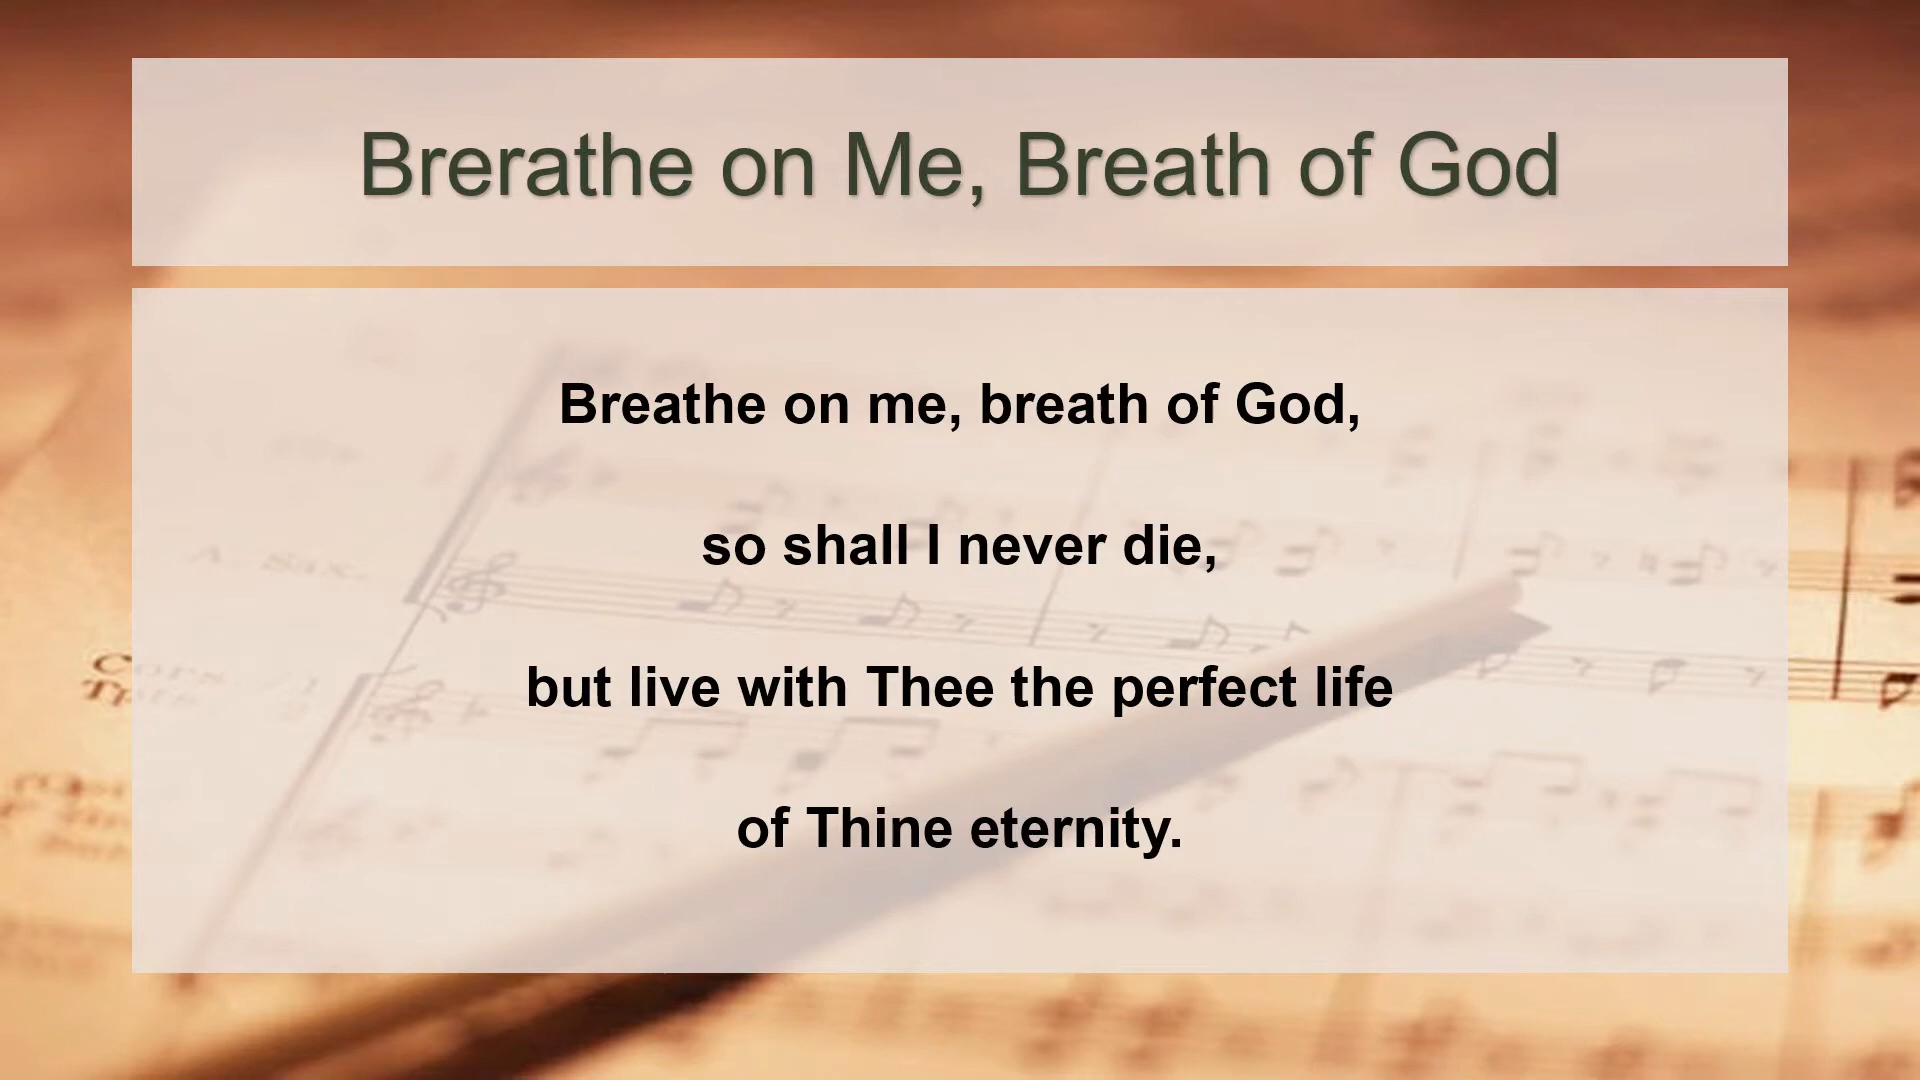 Brerathe on Me, Breath of God
Breathe on me, breath of God,
so shall I never die,
but live with Thee the perfect life
of Thine eternity.